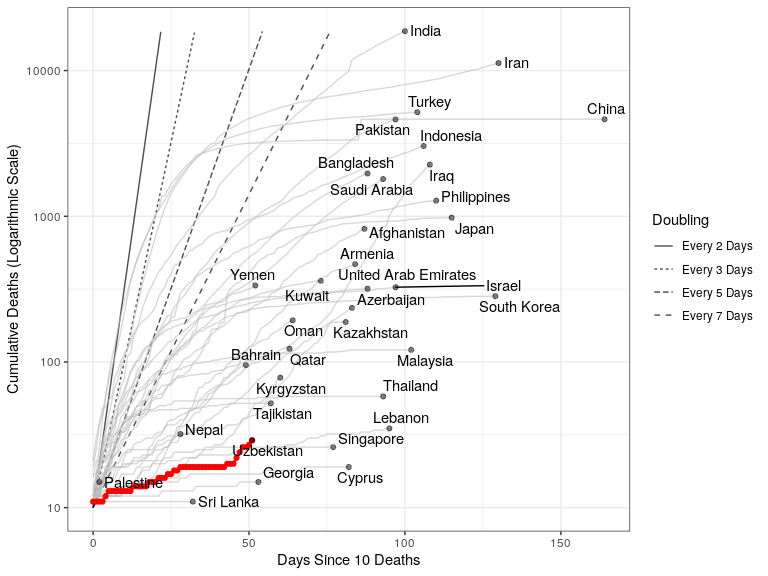 India
Iran
Turkey
China
Pakistan
Indonesia
Bangladesh
Iraq
Saudi Arabia
Philippines
Japan
Afghanistan
Armenia
Yemen
United Arab Emirates
Israel
Kuwait
Azerbaijan
South Korea
Oman
Kazakhstan
Bahrain
Qatar
Malaysia
Kyrgyzstan
Thailand
Tajikistan
Lebanon
Nepal
Singapore
Uzbekistan
Georgia
Cyprus
Palestine
Sri Lanka
10000
1000
100
10
0
50
100
150
Days Since 10 Deaths
Cumulative Deaths (Logarithmic Scale)
Doubling
Every 2 Days
Every 3 Days
Every 5 Days
Every 7 Days